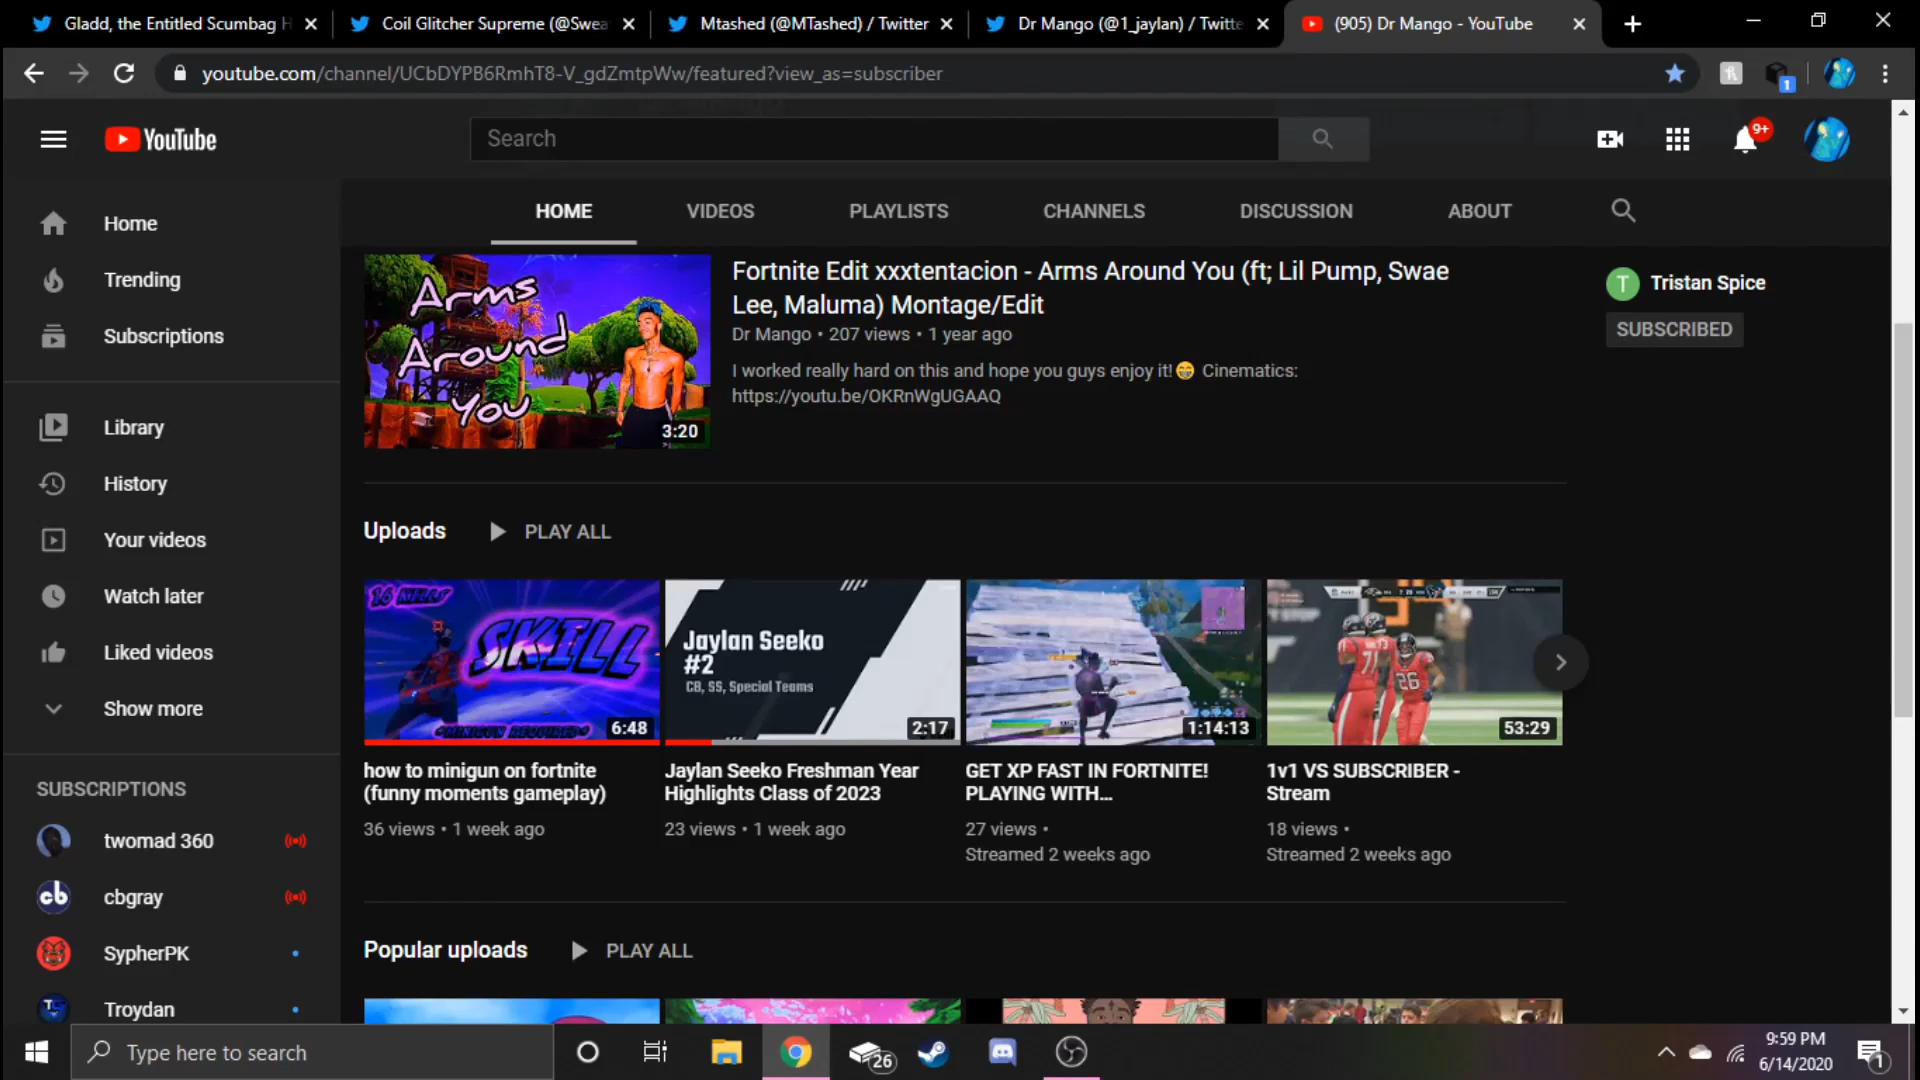 Gladd, the Entitled Scumbag H
Coil Glitcher Supreme (@Swea
Mtashed (@MTashed) / Twitter
Dr Mango (@1_jaylan) / Twitte
(905) Dr Mango - YouTube
youtube.com/channel/UCbDYPB6RmhT8-V_gdZmtpWw/featured?view_as=subscriber
1
YouTube
Search
9+
Home
Trending
Subscriptions
Library
History
Your videos
Watch later
Liked videos
Show more
SUBSCRIPTIONS
twomad 360
cb
cbgray
SypherPK
Troydan
HOME
VIDEOS
PLAYLISTS
CHANNELS
DISCUSSION
ABOUT
Arms
Around
You
3:20
Fortnite Edit xxxtentacion - Arms Around You (ft; Lil Pump, Swae
Lee, Maluma) Montage/Edit
Dr Mango • 207 views • 1 year ago
I worked really hard on this and hope you guys enjoy it!😁 Cinematics:
https://youtu.be/OKRnWgUGAAQ
T
Tristan Spice
SUBSCRIBED
Uploads
PLAY ALL
16 KILLS
SKILL
*MINIGUN REQUIRED*
6:48
how to minigun on fortnite
(funny moments gameplay)
36 views • 1 week ago
Jaylan Seeko
#2
CB, SS, Special Teams
2:17
Jaylan Seeko Freshman Year
Highlights Class of 2023
23 views • 1 week ago
1:14:13
GET XP FAST IN FORTNITE!
PLAYING WITH...
27 views •
Streamed 2 weeks ago
71
26
53:29
1v1 VS SUBSCRIBER -
Stream
18 views •
Streamed 2 weeks ago
Popular uploads
PLAY ALL
Type here to search
26
9:59 PM
6/14/2020
1